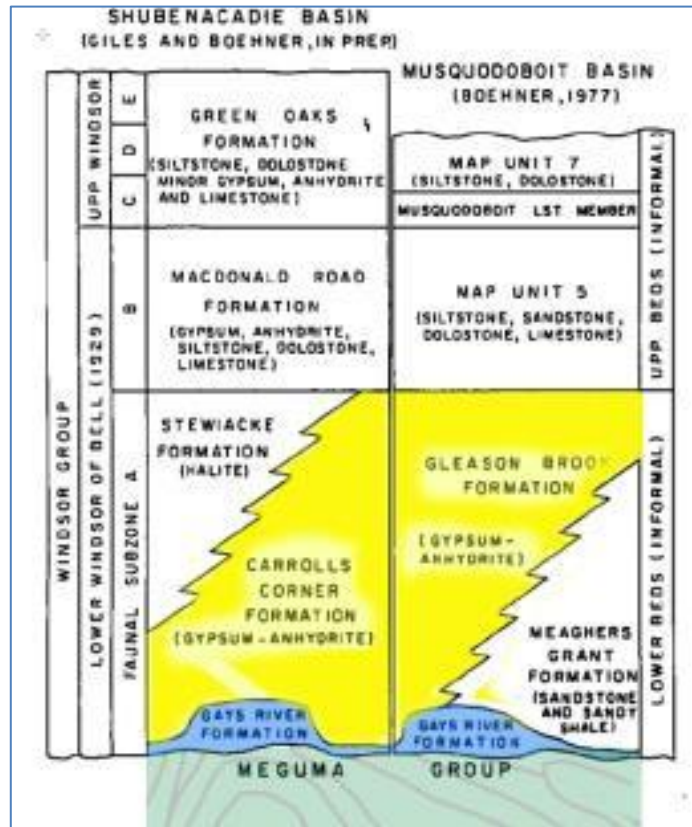 SHUBENACADIE BASIN
(GILES AND BOEHNER, IN PREP)
MUSQUODOBOIT BASIN
(BOEHNER, 1977)
WINDSOR GROUP
UPP WINDSOR
LOWER WINDSOR OF BELL (1929)
E
D
C
B
FAUNAL SUBZONE A
GREEN OAKS
FORMATION
(SILTSTONE, DOLOSTONE
MINOR GYPSUM, ANHYDRITE
AND LIMESTONE)
MAP UNIT 7
(SILTSTONE, DOLOSTONE)
MUSQUODOBOIT LST MEMBER
MACDONALD ROAD
FORMATION
(GYPSUM, ANHYDRITE,
SILTSTONE, DOLOSTONE,
LIMESTONE)
MAP UNIT 5
(SILTSTONE, SANDSTONE,
DOLOSTONE, LIMESTONE)
UPP BEDS (INFORMAL)
STEWIACKE
FORMATION
(HALITE)
GLEASON BROOK
FORMATION
(GYPSUM-
ANHYDRITE)
CARROLLS
CORNER
FORMATION
(GYPSUM-ANHYDRITE)
MEAGHERS
GRANT
FORMATION
(SANDSTONE
AND SANDY
SHALE)
LOWER BEDS (INFORMAL)
GAYS RIVER
FORMATION
GAYS RIVER
FORMATION
MEGUMA GROUP